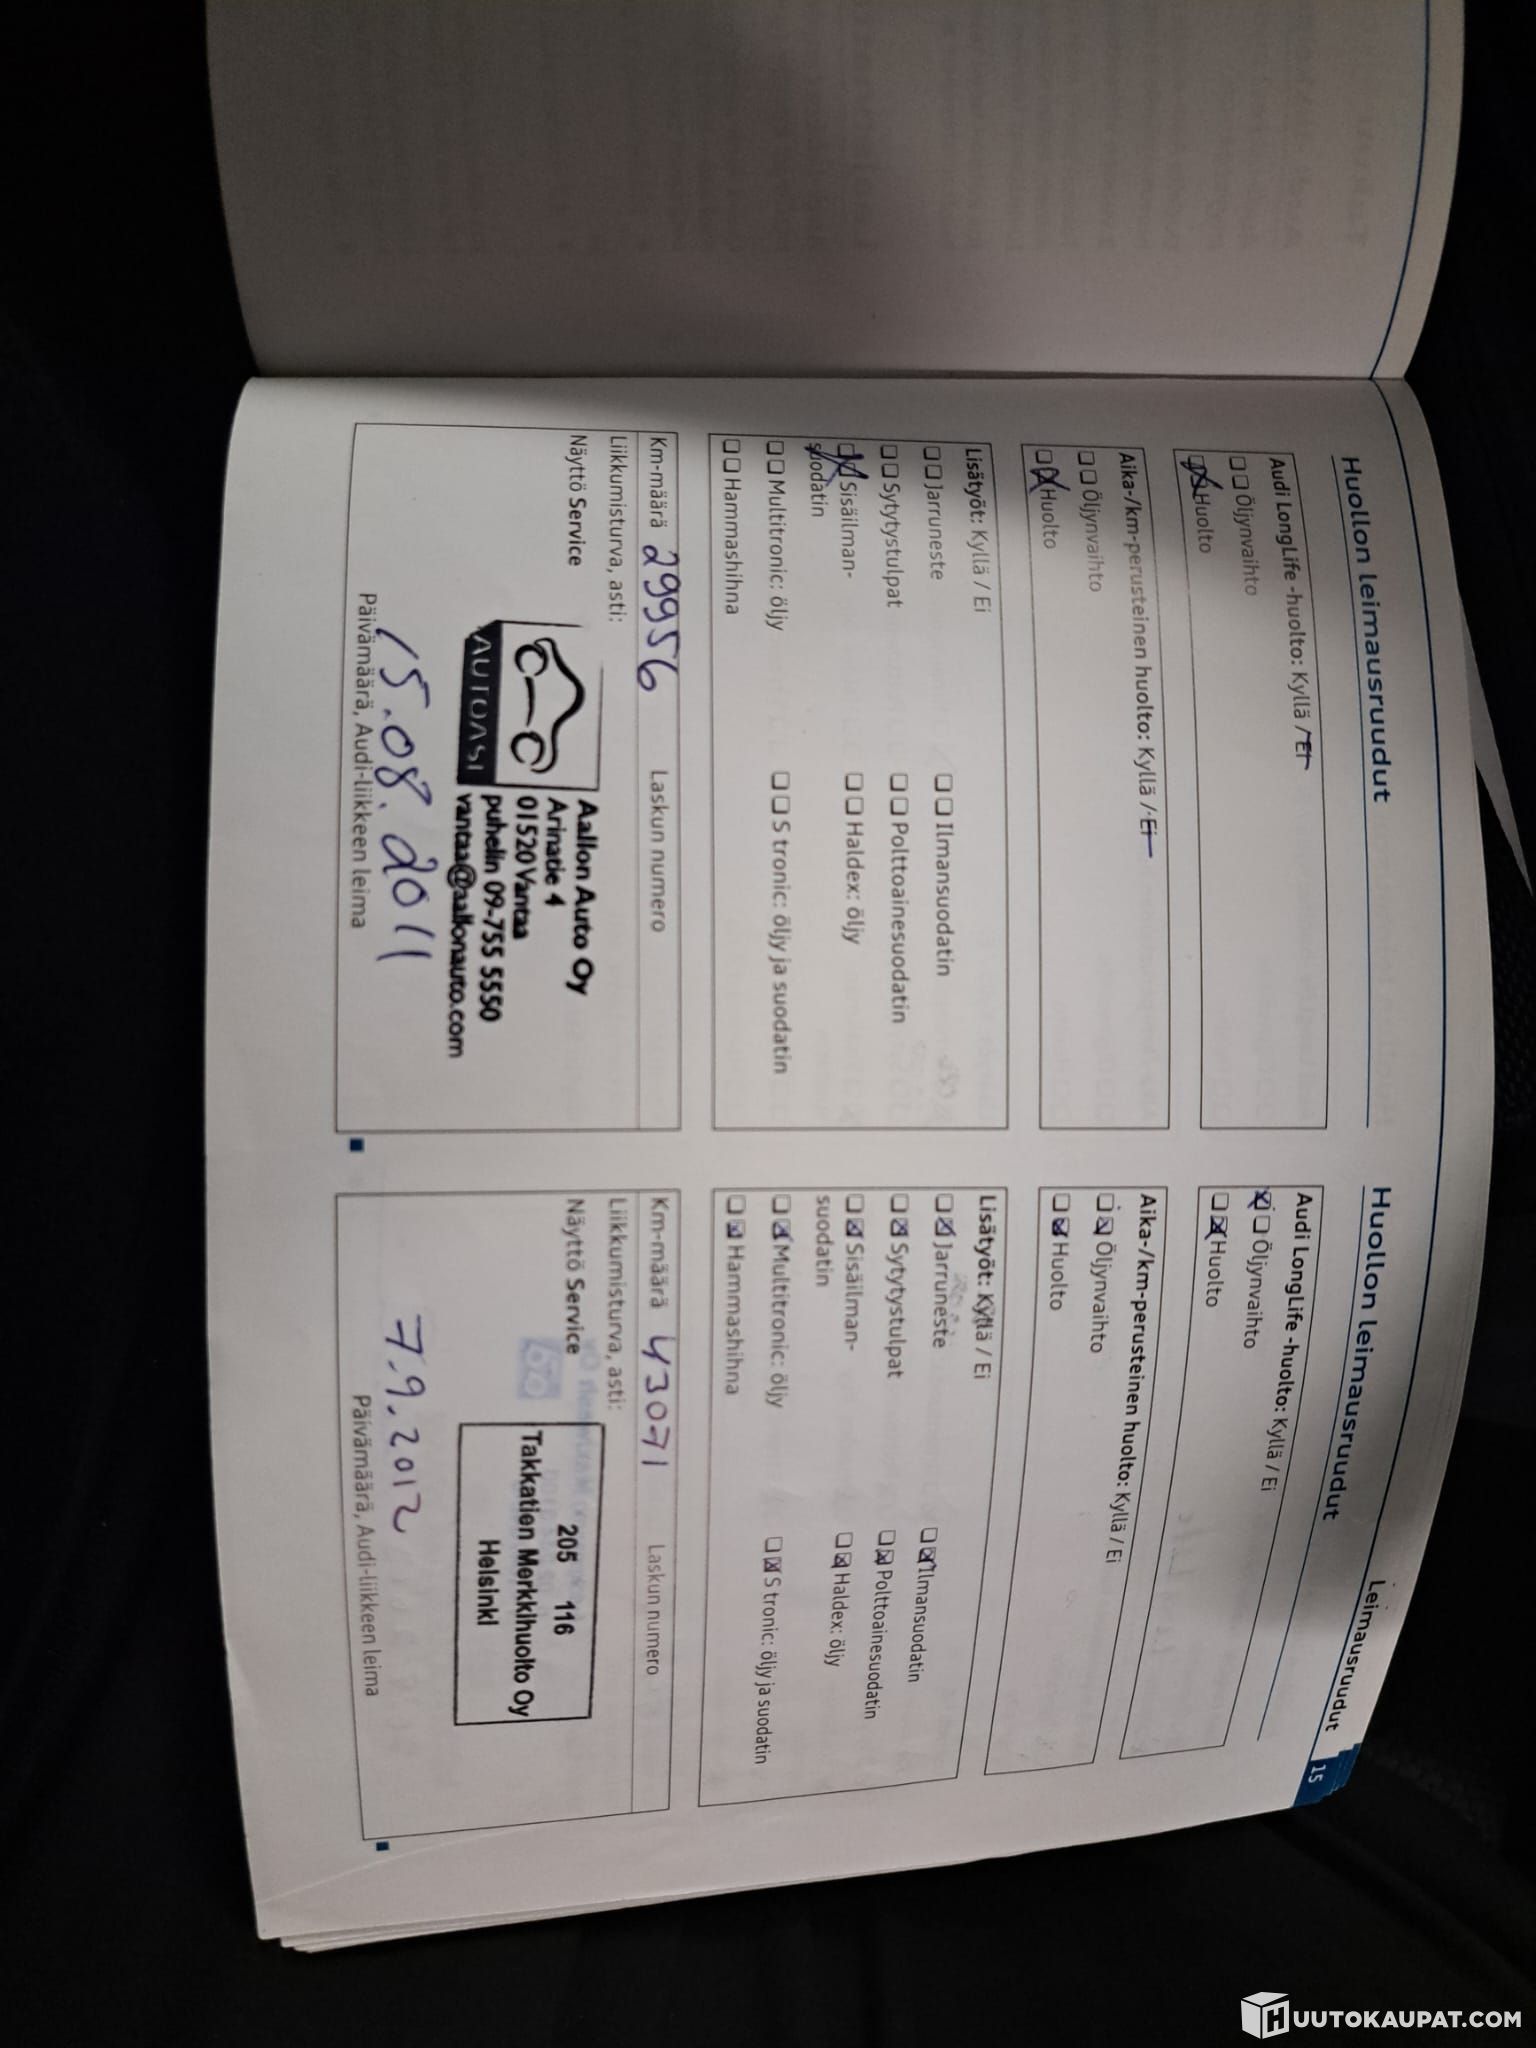 Leimausruudut 15
Huollon leimausruudut
Audi LongLife -huolto: Kyllä / Ei
Öljynvaihto
Huolto
Aika-/km-perusteinen huolto: Kyllä / Ei
Öljynvaihto
Huolto
Lisätyöt: Kyllä / Ei
Jarruneste
Ilmansuodatin
Sytytystulpat
Polttoainesuodatin
Sisäilman-
suodatin
Haldex: öljy
Multitronic: öljy
S tronic: öljy ja suodatin
Hammashihna
Km-määrä 29956 Laskun numero
Liikkumisturva, asti:
Näyttö Service
AUTOASI
Aallon Auto Oy
Arinatie 4
01520 Vantaa
puhelin 09-755 5550
vantaa@aallonauto.com
15.08.2011
Päivämäärä, Audi-liikkeen leima
Huollon leimausruudut
Audi LongLife -huolto: Kyllä / Ei
Öljynvaihto
Huolto
Aika-/km-perusteinen huolto: Kyllä / Ei
Öljynvaihto
Huolto
Lisätyöt: Kyllä / Ei
Jarruneste
Ilmansuodatin
Sytytystulpat
Polttoainesuodatin
Sisäilman-
suodatin
Haldex: öljy
Multitronic: öljy
S tronic: öljy ja suodatin
Hammashihna
Km-määrä 43071 Laskun numero
Liikkumisturva, asti:
Näyttö Service
205 116
Takkatien Merkkihuolto Oy
Helsinki
7.9.2012
Päivämäärä, Audi-liikkeen leima
HUUTOKAUPAT.COM